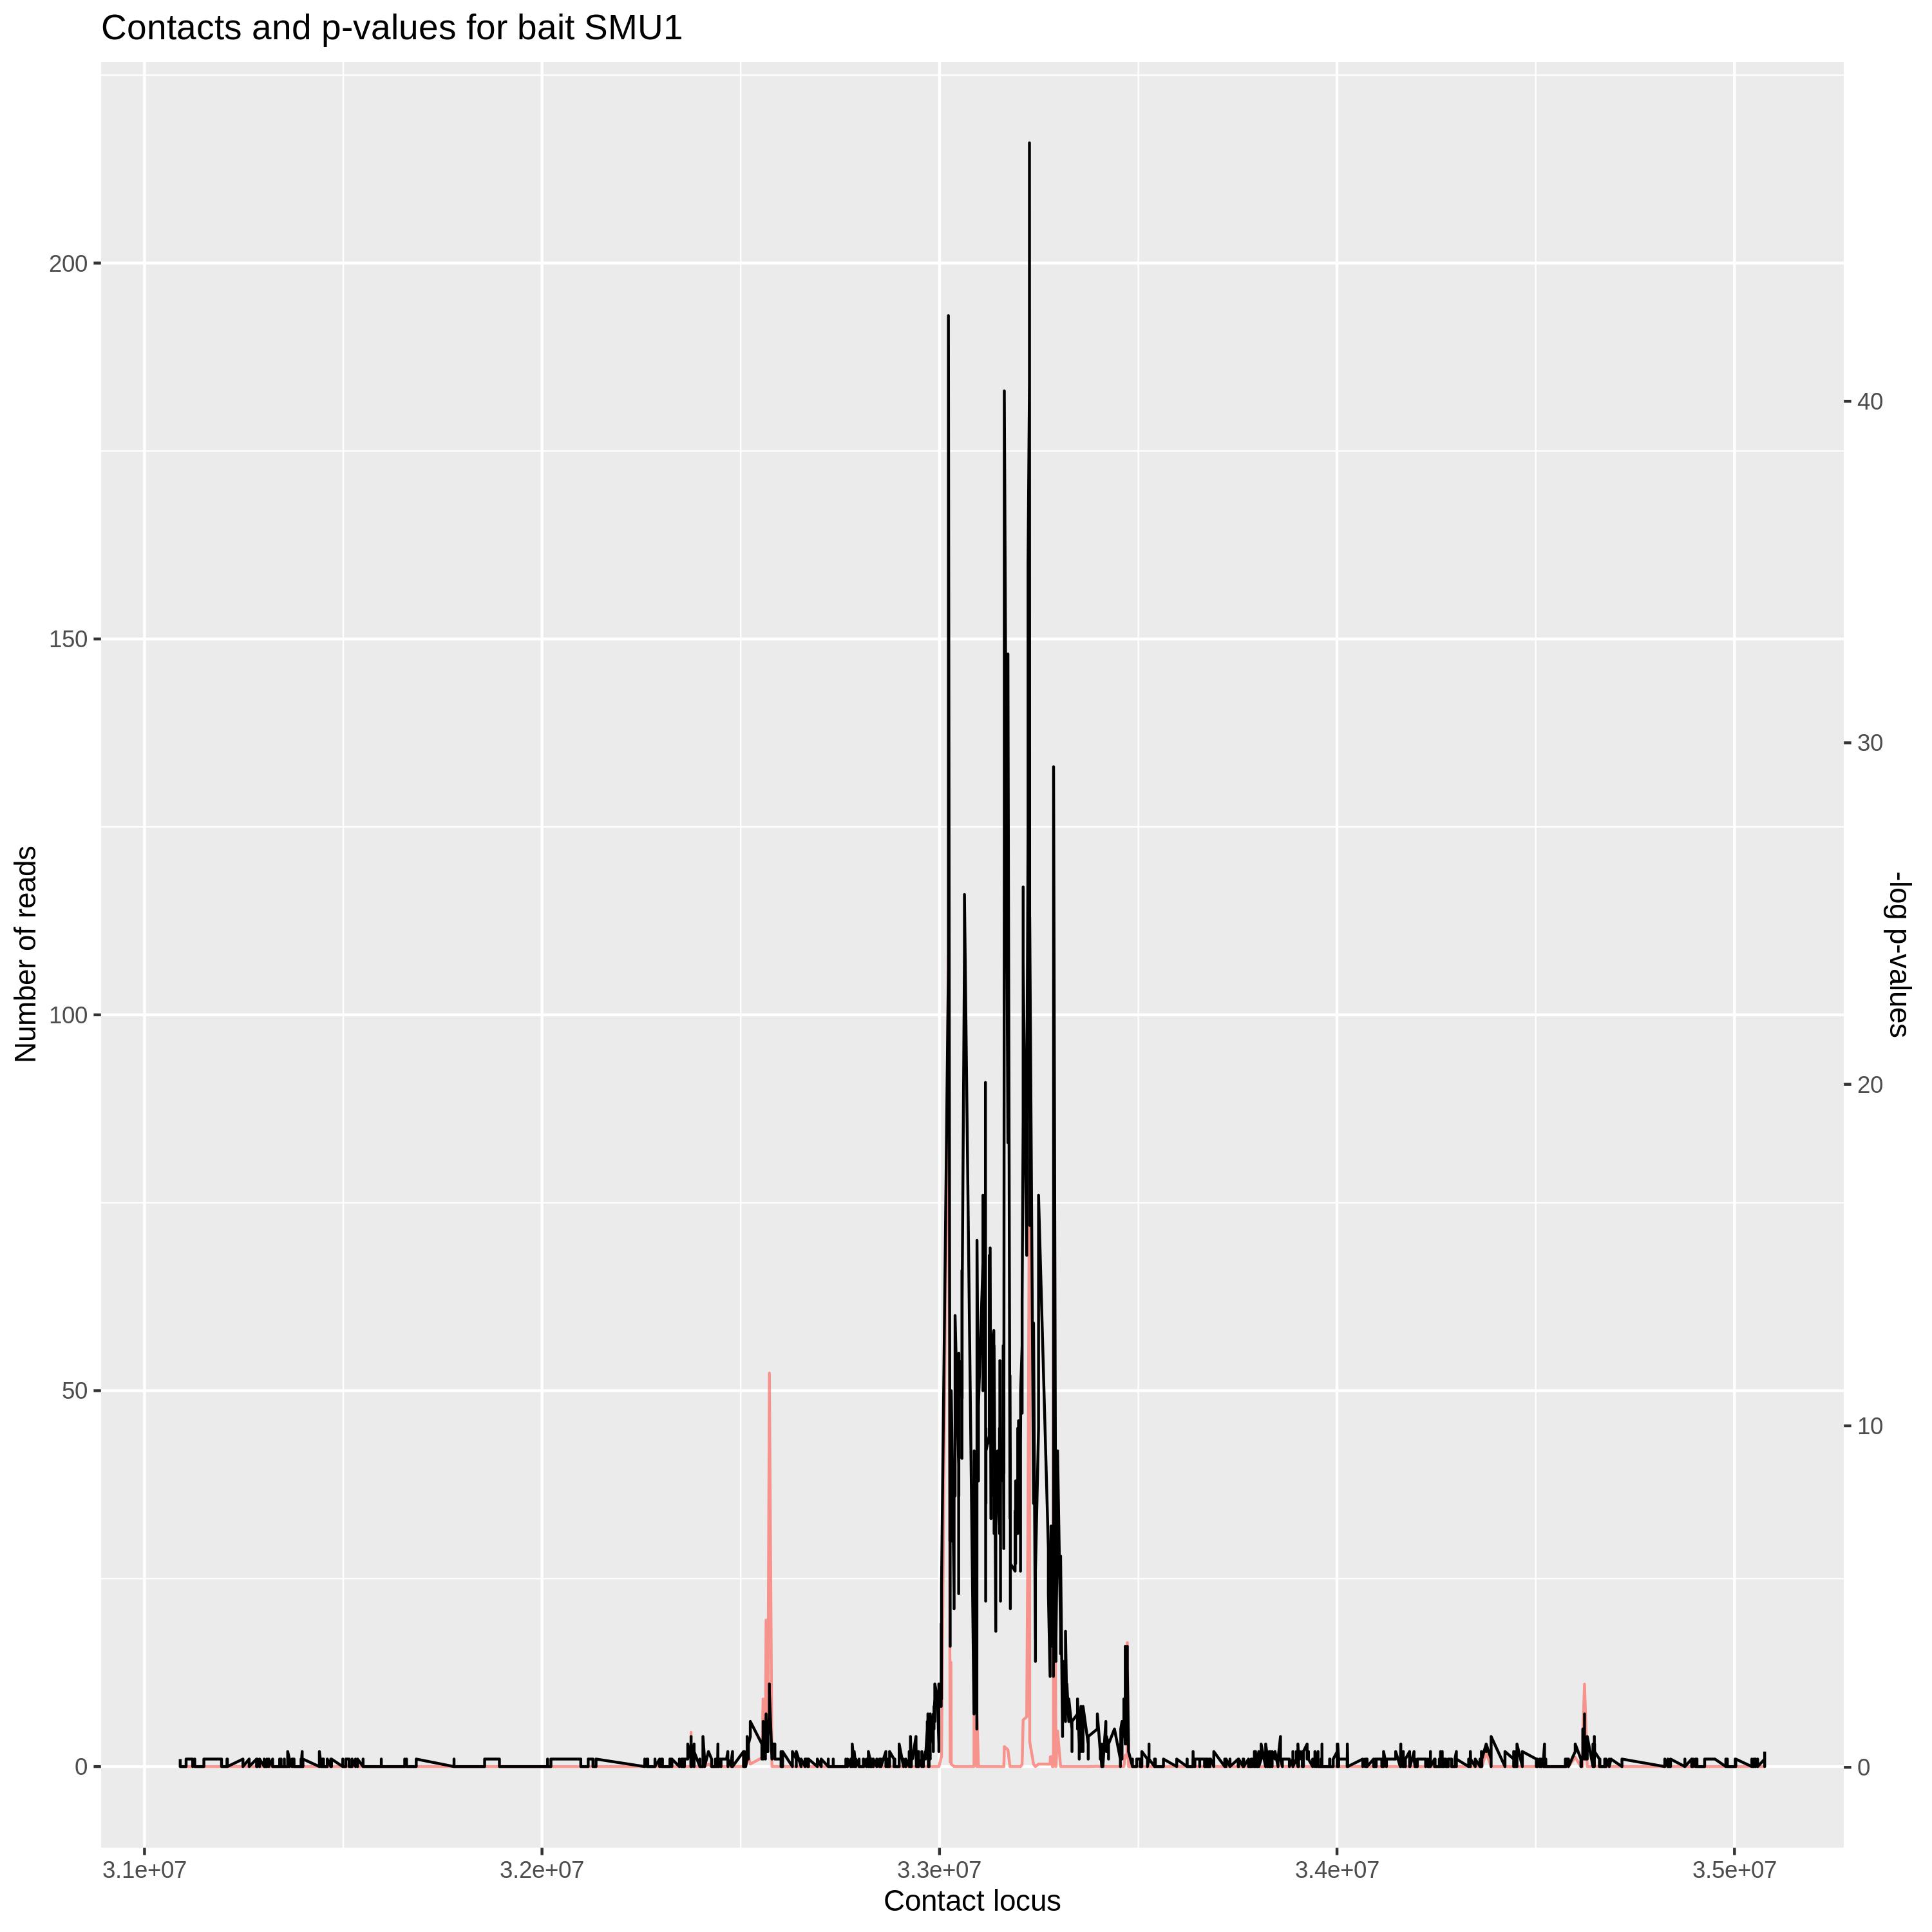 Contacts and p-values for bait SMU1
200
150
100
50
0
40
30
20
10
0
Number of reads
-log p-values
3.1e+07 3.2e+07 3.3e+07 3.4e+07 3.5e+07
Contact locus